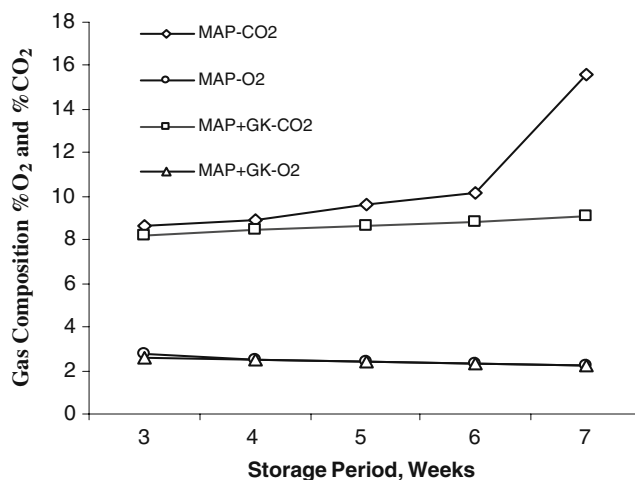 18
16
14
12
10
8
6
4
2
0
Gas Composition %O₂ and %CO₂
MAP-CO2
MAP-O2
MAP+GK-CO2
MAP+GK-O2
3 4 5 6 7
Storage Period, Weeks